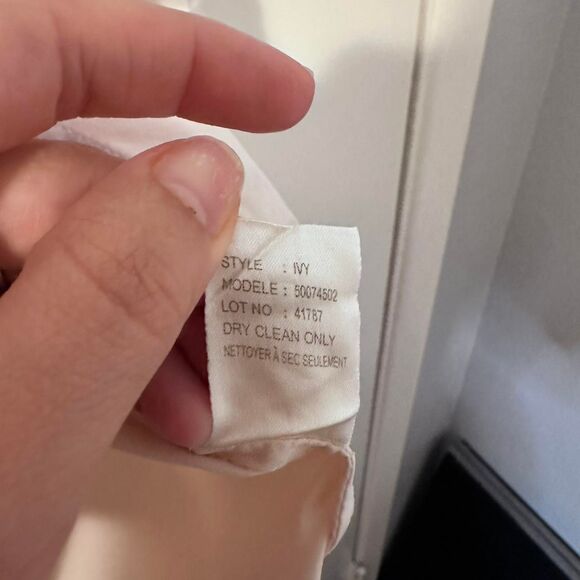 STYLE : IVY
MODELE : 50074502
LOT NO : 41787
DRY CLEAN ONLY
NETTOYER À SEC SEULEMENT